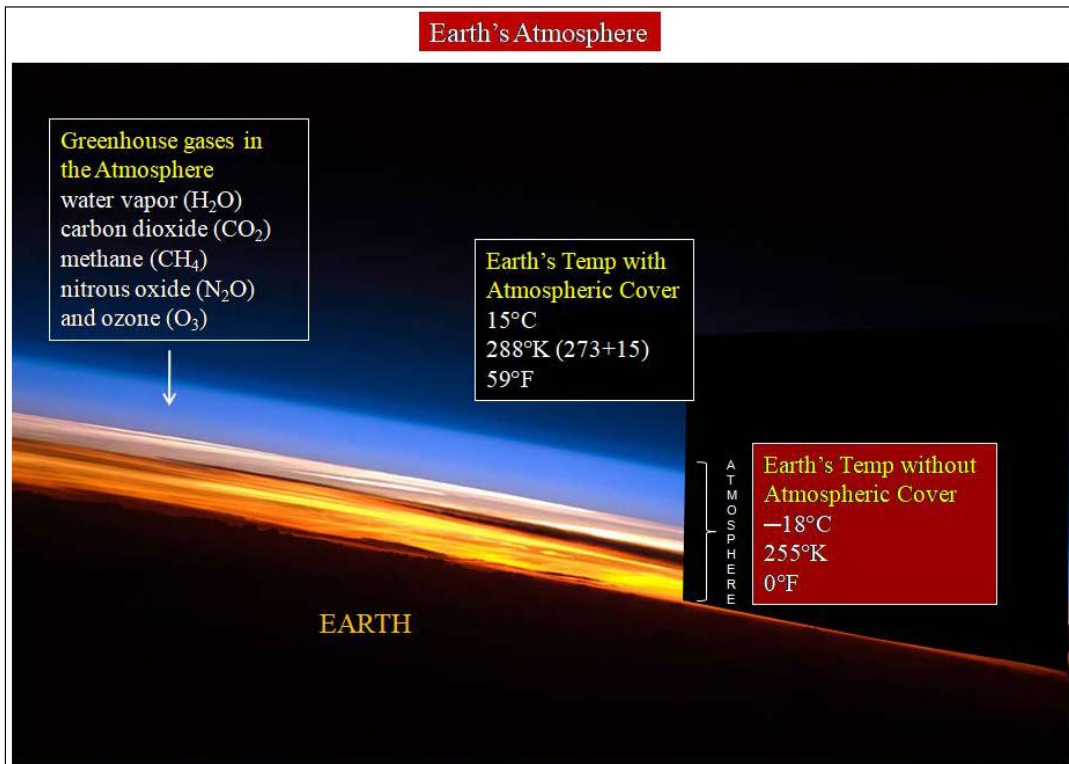 Earth's Atmosphere
Greenhouse gases in
the Atmosphere
water vapor (H₂O)
carbon dioxide (CO₂)
methane (CH₄)
nitrous oxide (N₂O)
and ozone (O₃)
Earth's Temp with
Atmospheric Cover
15°C
288°K (273+15)
59°F
ATMOSPHERE
Earth's Temp without
Atmospheric Cover
—18°C
255°K
0°F
EARTH